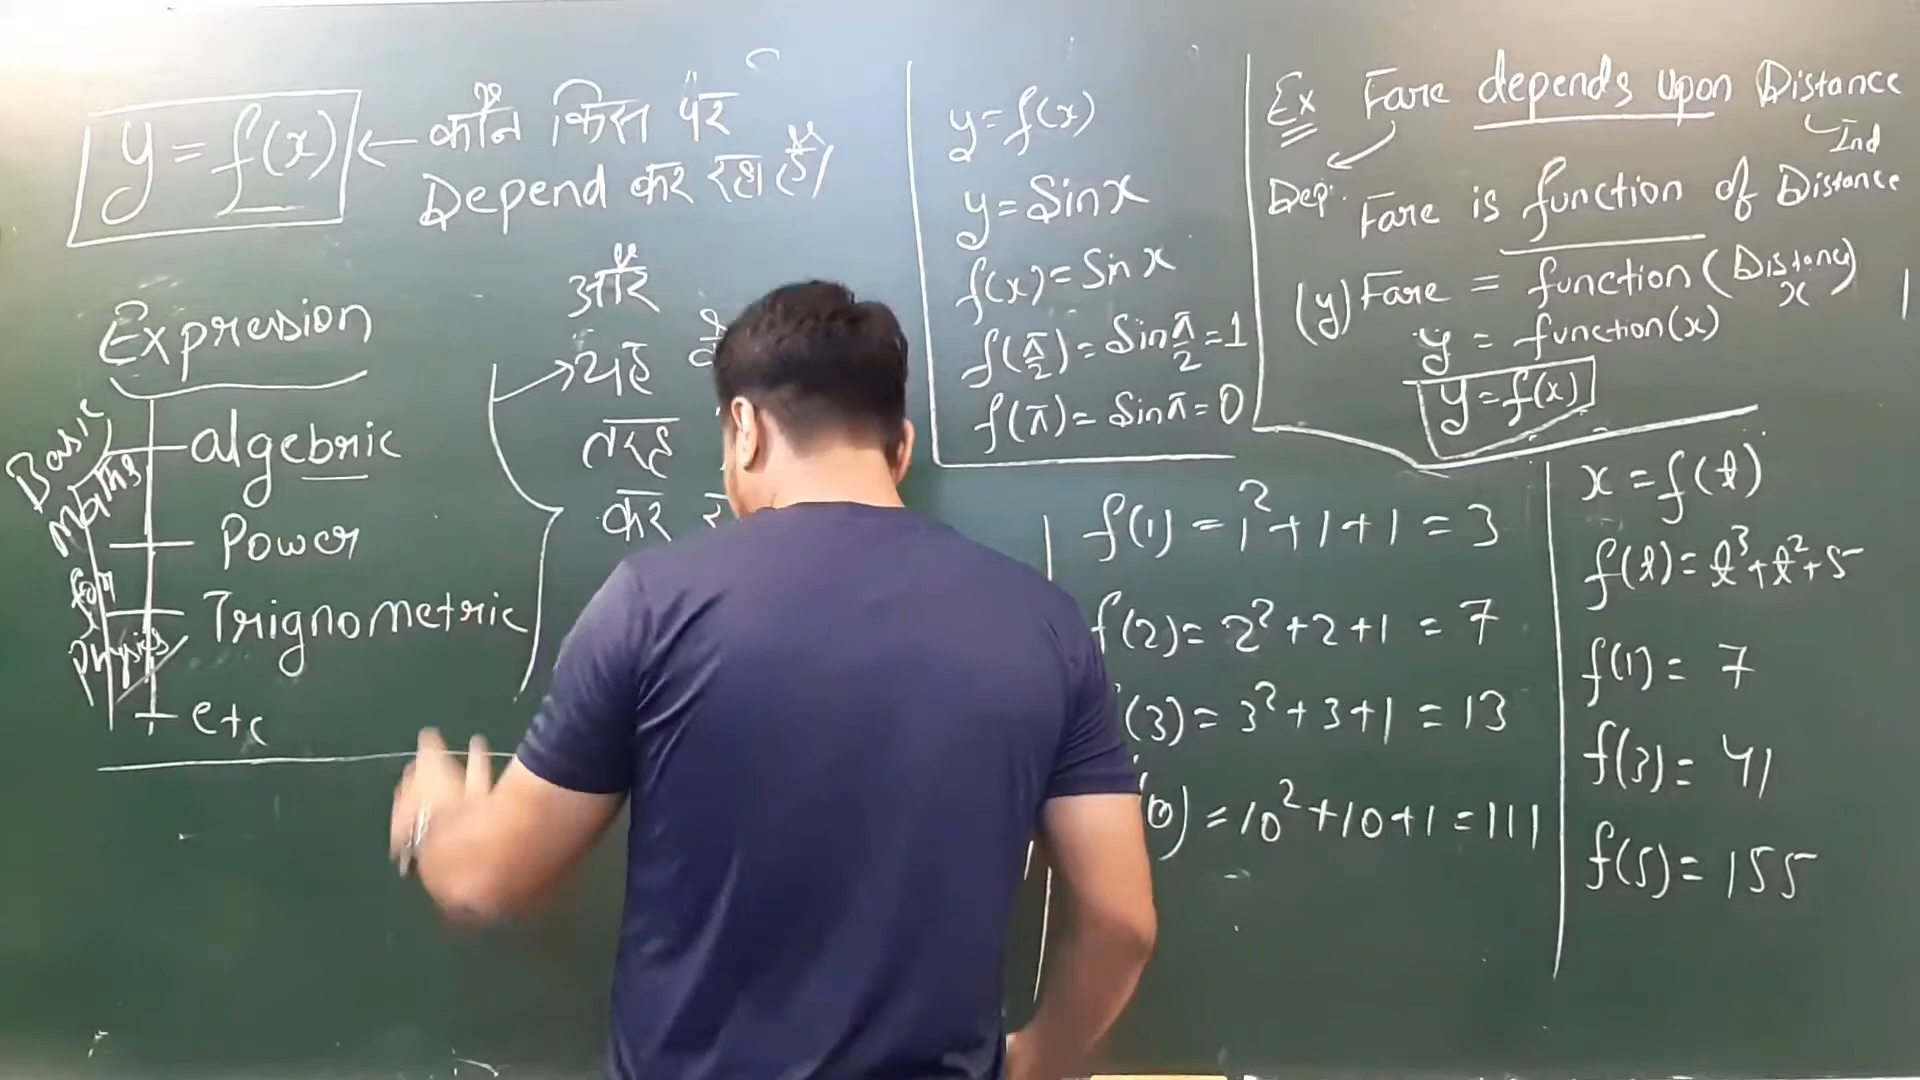 y = f(x) ← कौन किस पर
Depend कर रहा है।
और
यह
तरह
कर
Expression
algebric
Power
Trignometric
etc
Basic
Maths
for
Physics
y = f(x)
y = Sin x
f(x) = Sin x
f(π/2) = Sin π/2 = 1
f(π) = Sin π = 0
Ex Fare depends upon Distance
Ind
Dep. Fare is function of Distance
(y) Fare = function (Distance)
x
y = function(x)
y = f(x)
f(1) = 1² + 1 + 1 = 3
f(2) = 2² + 2 + 1 = 7
(3) = 3² + 3 + 1 = 13
0) = 10² + 10 + 1 = 111
x = f(t)
f(t) = t³ + t² + 5
f(1) = 7
f(3) = 41
f(5) = 155